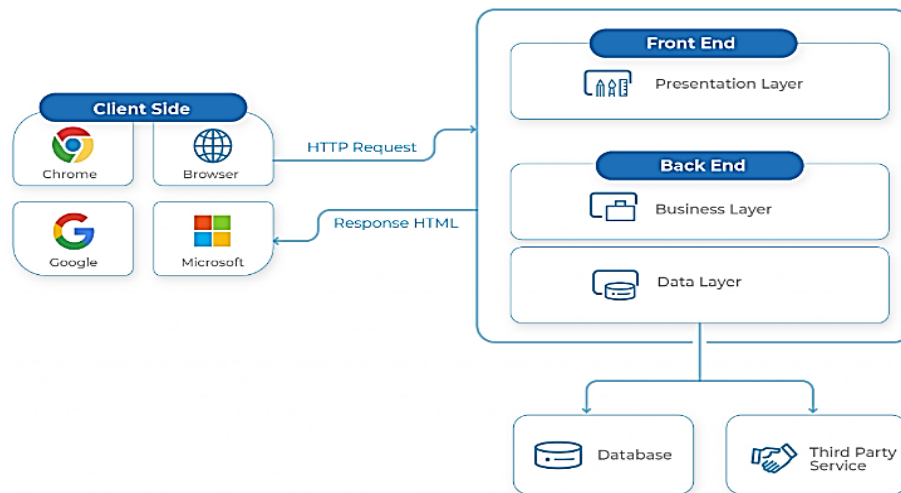 Client Side
Chrome
Browser
Google
Microsoft
HTTP Request
Response HTML
Front End
Presentation Layer
Back End
Business Layer
Data Layer
Database
Third Party
Service